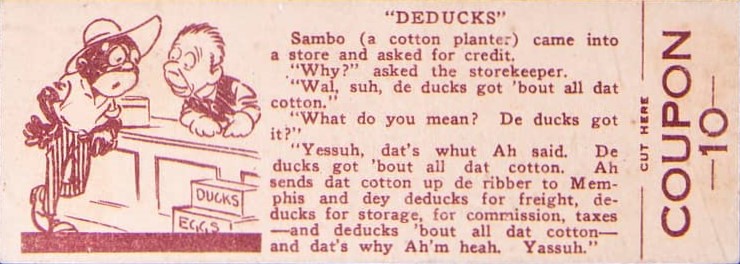 "DEDUCKS"
Sambo (a cotton planter) came into
a store and asked for credit.
"Why?" asked the storekeeper.
"Wal, suh, de ducks got 'bout all dat
cotton."
"What do you mean? De ducks got
it?"
"Yessuh, dat's whut Ah said. De
ducks got 'bout all dat cotton. Ah
sends dat cotton up de ribber to Mem-
phis and dey deducks for freight, de-
ducks for storage, for commission, taxes
—and deducks 'bout all dat cotton—
and dat's why Ah'm heah. Yassuh."
DUCKS
EGGS
CUT HERE
COUPON
—10—